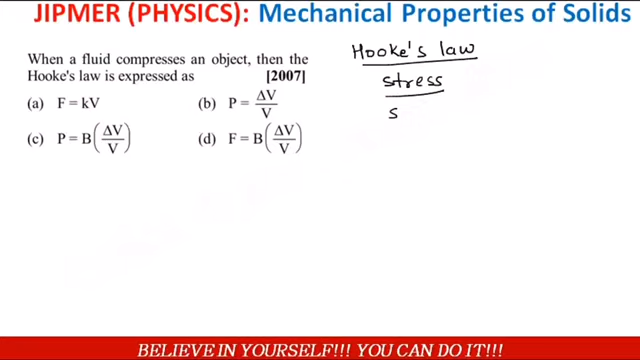 JIPMER (PHYSICS): Mechanical Properties of Solids
When a fluid compresses an object, then the
Hooke's law is expressed as [2007]
(a) F = kV (b) P = ΔV/V
(c) P = B(ΔV/V) (d) F = B(ΔV/V)
Hooke's law
stress
s
BELIEVE IN YOURSELF!!! YOU CAN DO IT!!!